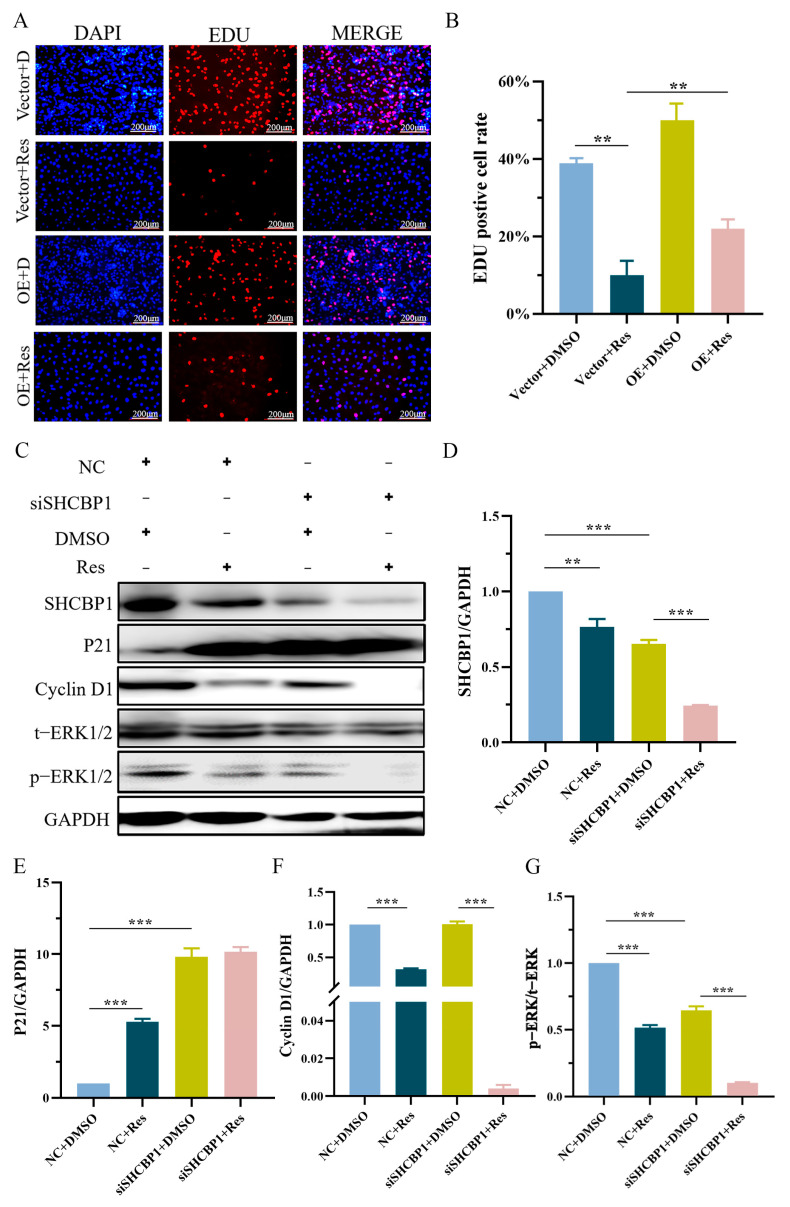 A
DAPI EDU MERGE
Vector+D
200μm 200μm 200μm
Vector+Res
200μm 200μm 200μm
OE+D
200μm 200μm 200μm
OE+Res
200μm 200μm 200μm
B
EDU postive cell rate
60%
40%
20%
0%
** **
Vector+DMSO Vector+Res OE+DMSO OE+Res
C
NC + + − −
siSHCBP1 − − + +
DMSO + − + −
Res − + − +
SHCBP1
P21
Cyclin D1
t−ERK1/2
p−ERK1/2
GAPDH
D
SHCBP1/GAPDH
1.5
1.0
0.5
0.0
***
** ***
NC+DMSO NC+Res siSHCBP1+DMSO siSHCBP1+Res
E
P21/GAPDH
15
10
5
0
***
***
NC+DMSO NC+Res siSHCBP1+DMSO siSHCBP1+Res
F
Cyclin D1/GAPDH
1.5
1.0
0.5
0.04
0.02
0.00
*** ***
NC+DMSO NC+Res siSHCBP1+DMSO siSHCBP1+Res
G
p−ERK/t−ERK
1.5
1.0
0.5
0.0
***
***
***
NC+DMSO NC+Res siSHCBP1+DMSO siSHCBP1+Res